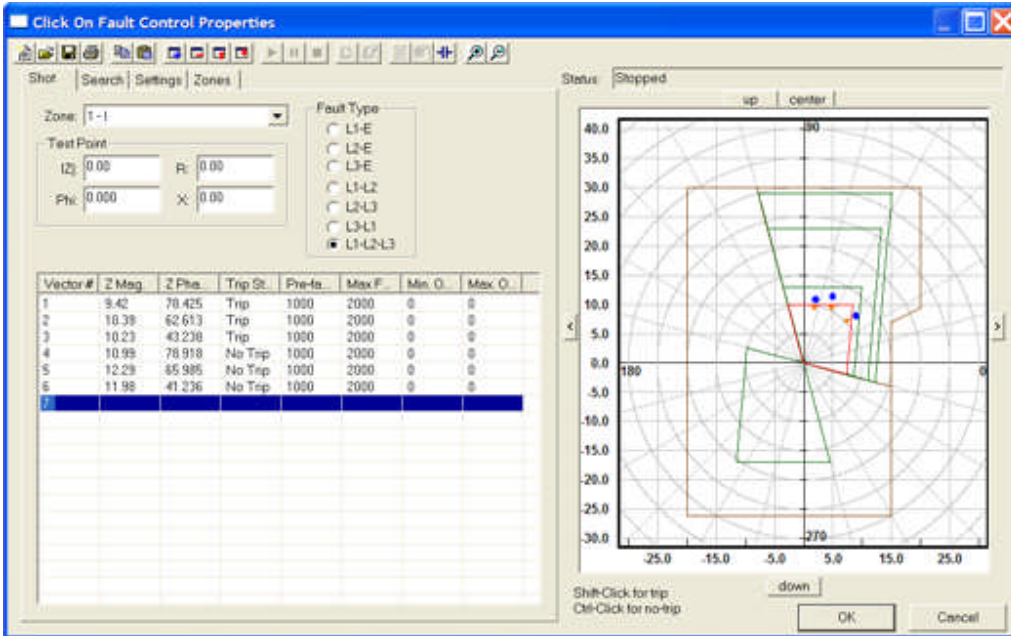 Click On Fault Control Properties
Shot Search Settings Zones
Status: Stopped
up center
Zone: 1 - I
Fault Type
L1-E
L2-E
L3-E
L1-L2
L2-L3
L3-L1
L1-L2-L3
Test Point
|Z|: 0.00 R: 0.00
Phi: 0.000 X: 0.00
Vector # Z Mag. Z Pha.. Trip St.. Pre-fa... Max F... Min. O... Max. O...
1 9.42 78.425 Trip 1000 2000 0 0
2 10.39 62.613 Trip 1000 2000 0 0
3 10.23 43.238 Trip 1000 2000 0 0
4 10.99 78.918 No Trip 1000 2000 0 0
5 12.29 65.985 No Trip 1000 2000 0 0
6 11.98 41.236 No Trip 1000 2000 0 0
7
40.0 90
35.0
30.0
25.0
20.0
15.0
10.0
5.0
0.0
180 0
-5.0
-10.0
-15.0
-20.0
-25.0
-30.0 270
-25.0 -15.0 -5.0 5.0 15.0 25.0
< >
down
Shift-Click for trip
Ctrl-Click for no-trip
OK Cancel